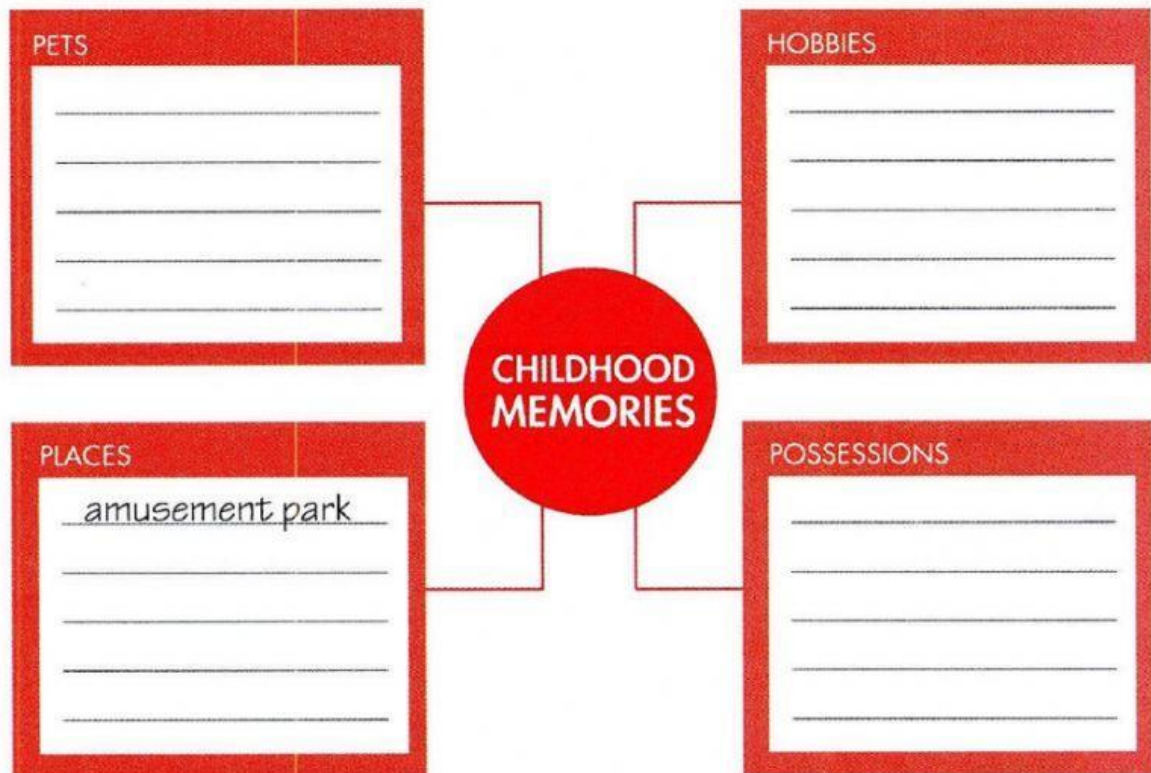 PETS
HOBBIES
CHILDHOOD
MEMORIES
PLACES
amusement park
POSSESSIONS